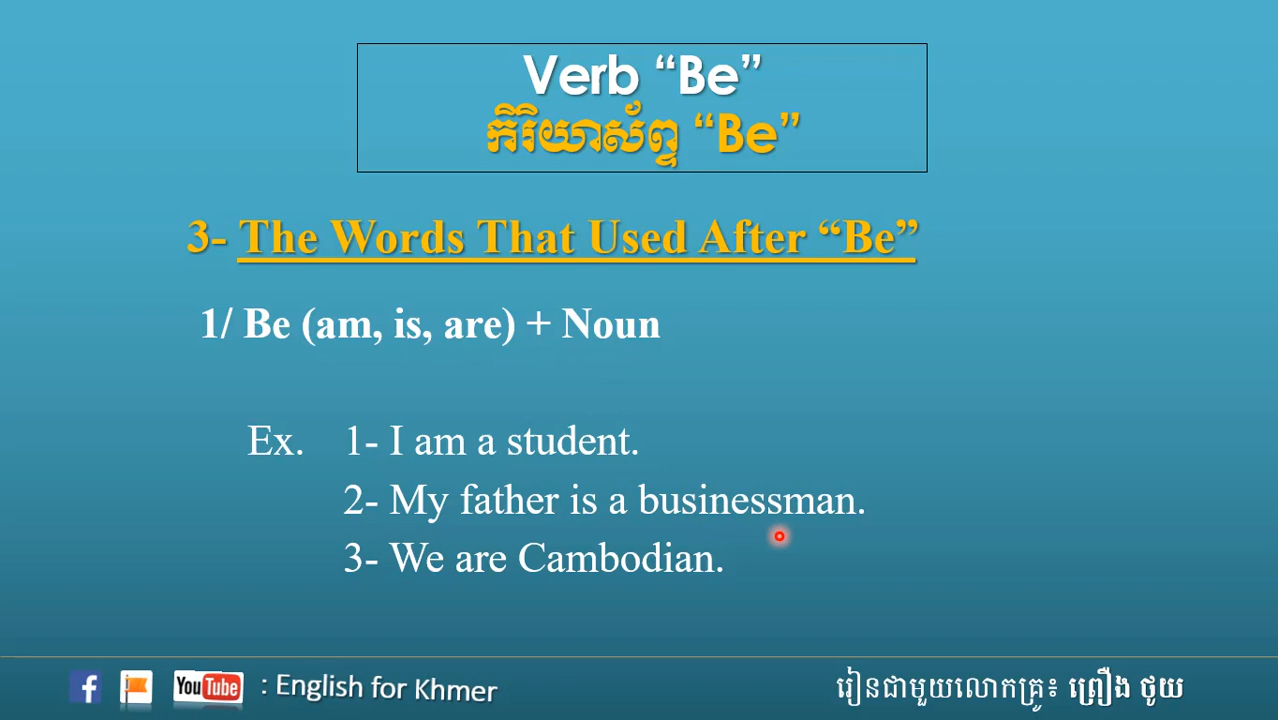 Verb “Be”
កិរិយាស័ព្ទ “Be”
3- The Words That Used After “Be”
1/ Be (am, is, are) + Noun
Ex. 1- I am a student.
2- My father is a businessman.
3- We are Cambodian.
f YouTube : English for Khmer
រៀនជាមួយលោកគ្រូ៖ ព្រឿង ថូយ